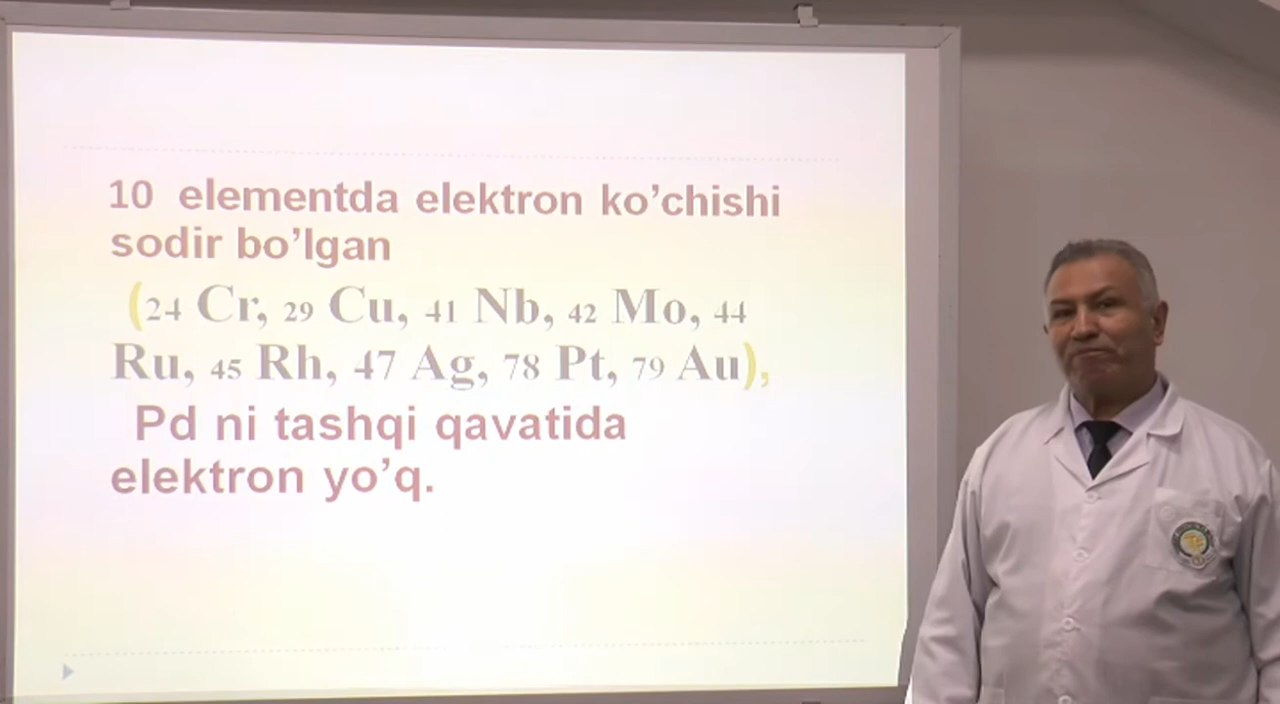 10 elementda elektron ko’chishi
sodir bo’lgan
(24 Cr, 29 Cu, 41 Nb, 42 Mo, 44
Ru, 45 Rh, 47 Ag, 78 Pt, 79 Au),
Pd ni tashqi qavatida
elektron yo’q.